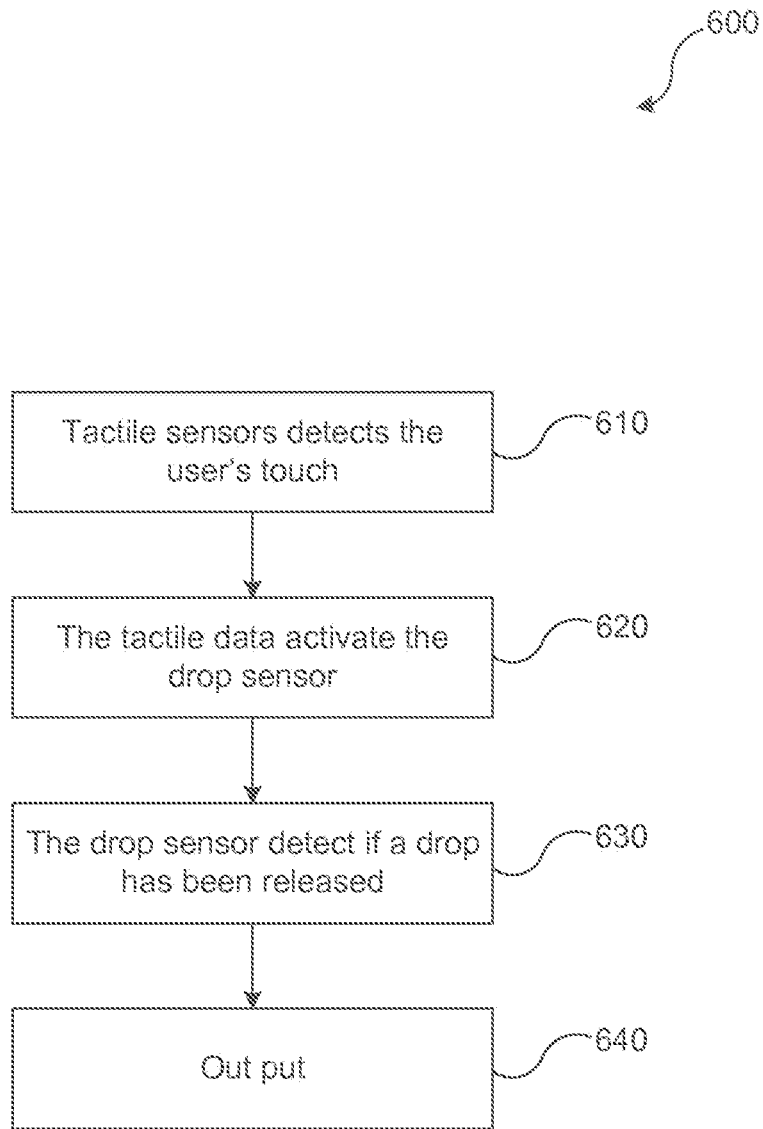 600
Tactile sensors detects the
user's touch
610
The tactile data activate the
drop sensor
620
The drop sensor detect if a drop
has been released
630
Out put
640